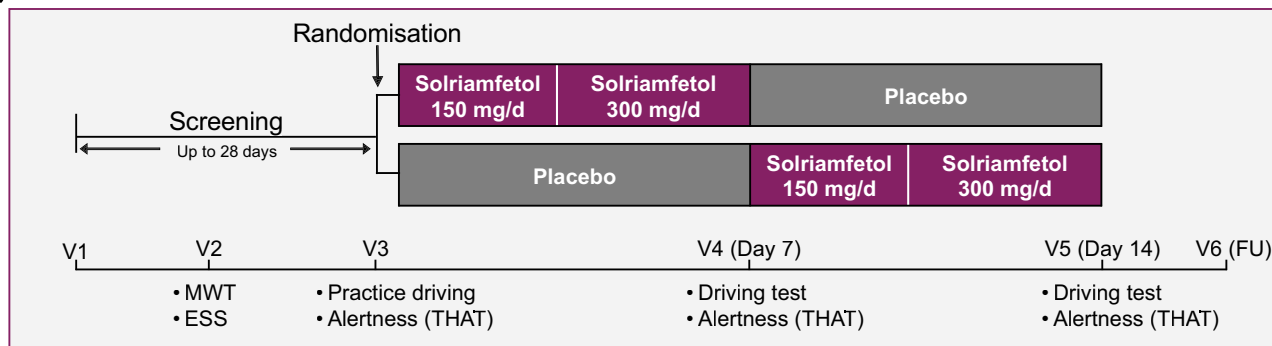 Randomisation
Solriamfetol
150 mg/d
Solriamfetol
300 mg/d
Placebo
Screening
Up to 28 days
Placebo
Solriamfetol
150 mg/d
Solriamfetol
300 mg/d
V1
V2
V3
V4 (Day 7)
V5 (Day 14)
V6 (FU)
• MWT
• ESS
• Practice driving
• Alertness (THAT)
• Driving test
• Alertness (THAT)
• Driving test
• Alertness (THAT)